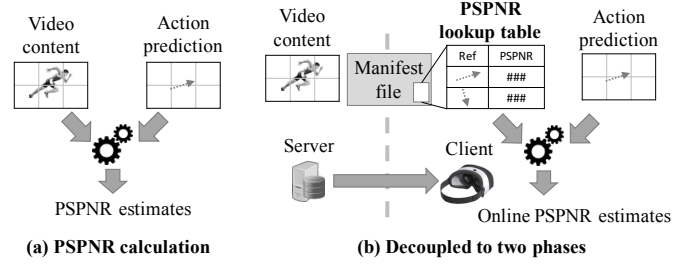 Video
content
Action
prediction
PSPNR estimates
(a) PSPNR calculation
Video
content
Manifest
file
PSPNR
lookup table
Ref PSPNR
###
###
Action
prediction
Server
Client
Online PSPNR estimates
(b) Decoupled to two phases